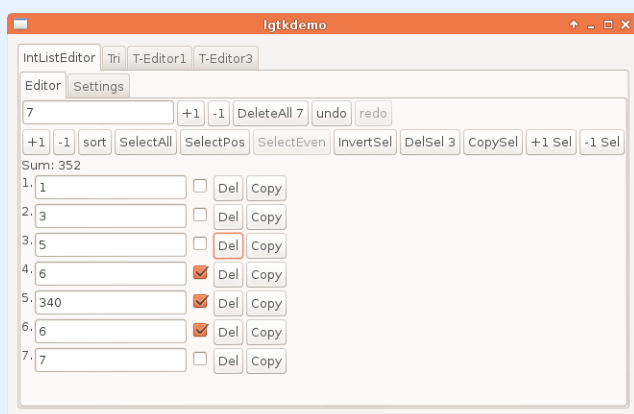 lgtkdemo
IntListEditor Tri T-Editor1 T-Editor3
Editor Settings
7 +1 -1 DeleteAll 7 undo redo
+1 -1 sort SelectAll SelectPos SelectEven InvertSel DelSel 3 CopySel +1 Sel -1 Sel
Sum: 352
1. 1 Del Copy
2. 3 Del Copy
3. 5 Del Copy
4. 6 Del Copy
5. 340 Del Copy
6. 6 Del Copy
7. 7 Del Copy